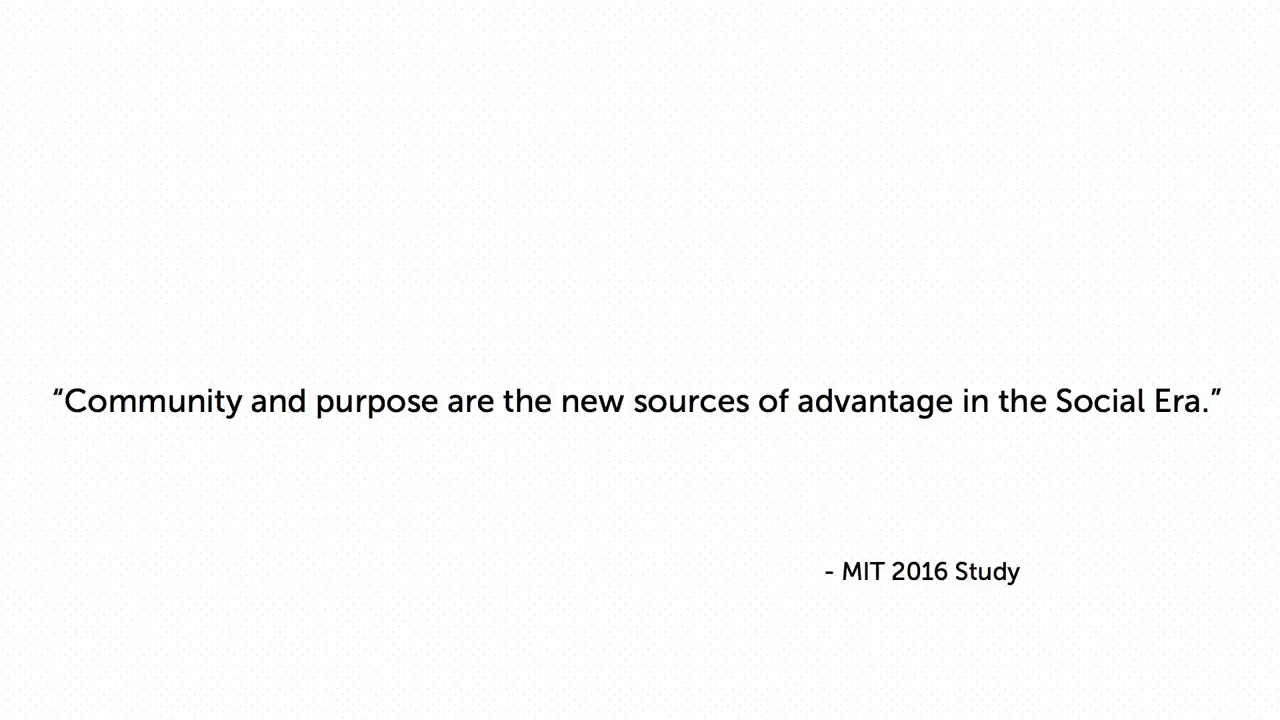 “Community and purpose are the new sources of advantage in the Social Era.”
- MIT 2016 Study